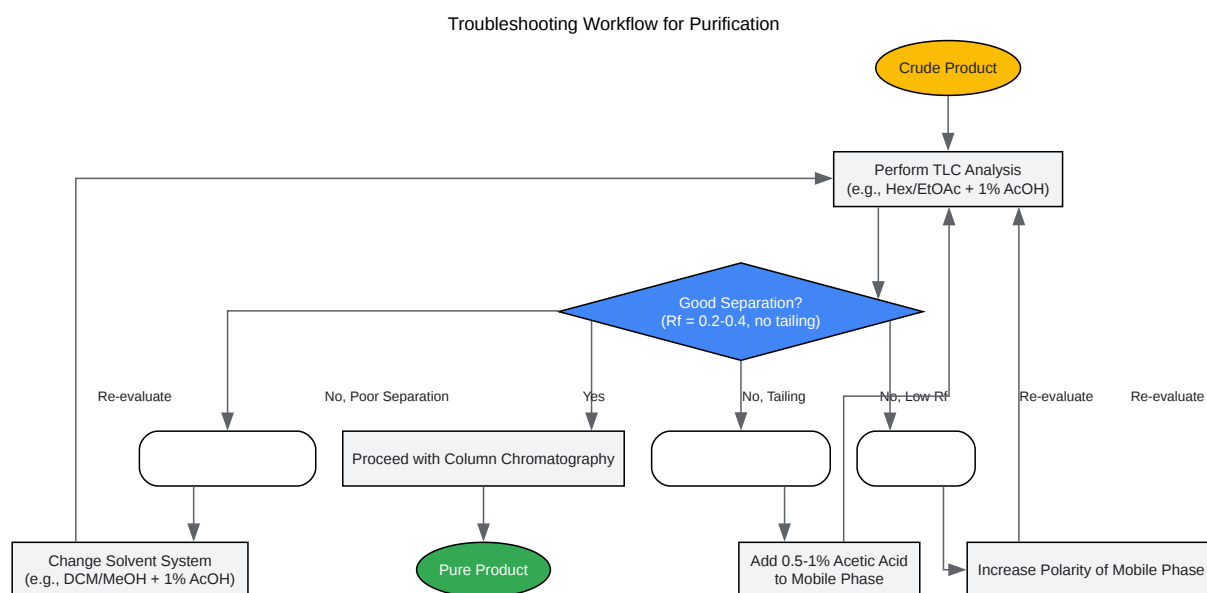 Troubleshooting Workflow for Purification
Crude Product
Perform TLC Analysis
(e.g., Hex/EtOAc + 1% AcOH)
Good Separation?
(Rf = 0.2-0.4, no tailing)
Re-evaluate
No, Poor Separation
Yes
No, Tailing
No, Low Rf
Re-evaluate
Re-evaluate
Proceed with Column Chromatography
Change Solvent System
(e.g., DCM/MeOH + 1% AcOH)
Pure Product
Add 0.5-1% Acetic Acid
to Mobile Phase
Increase Polarity of Mobile Phase